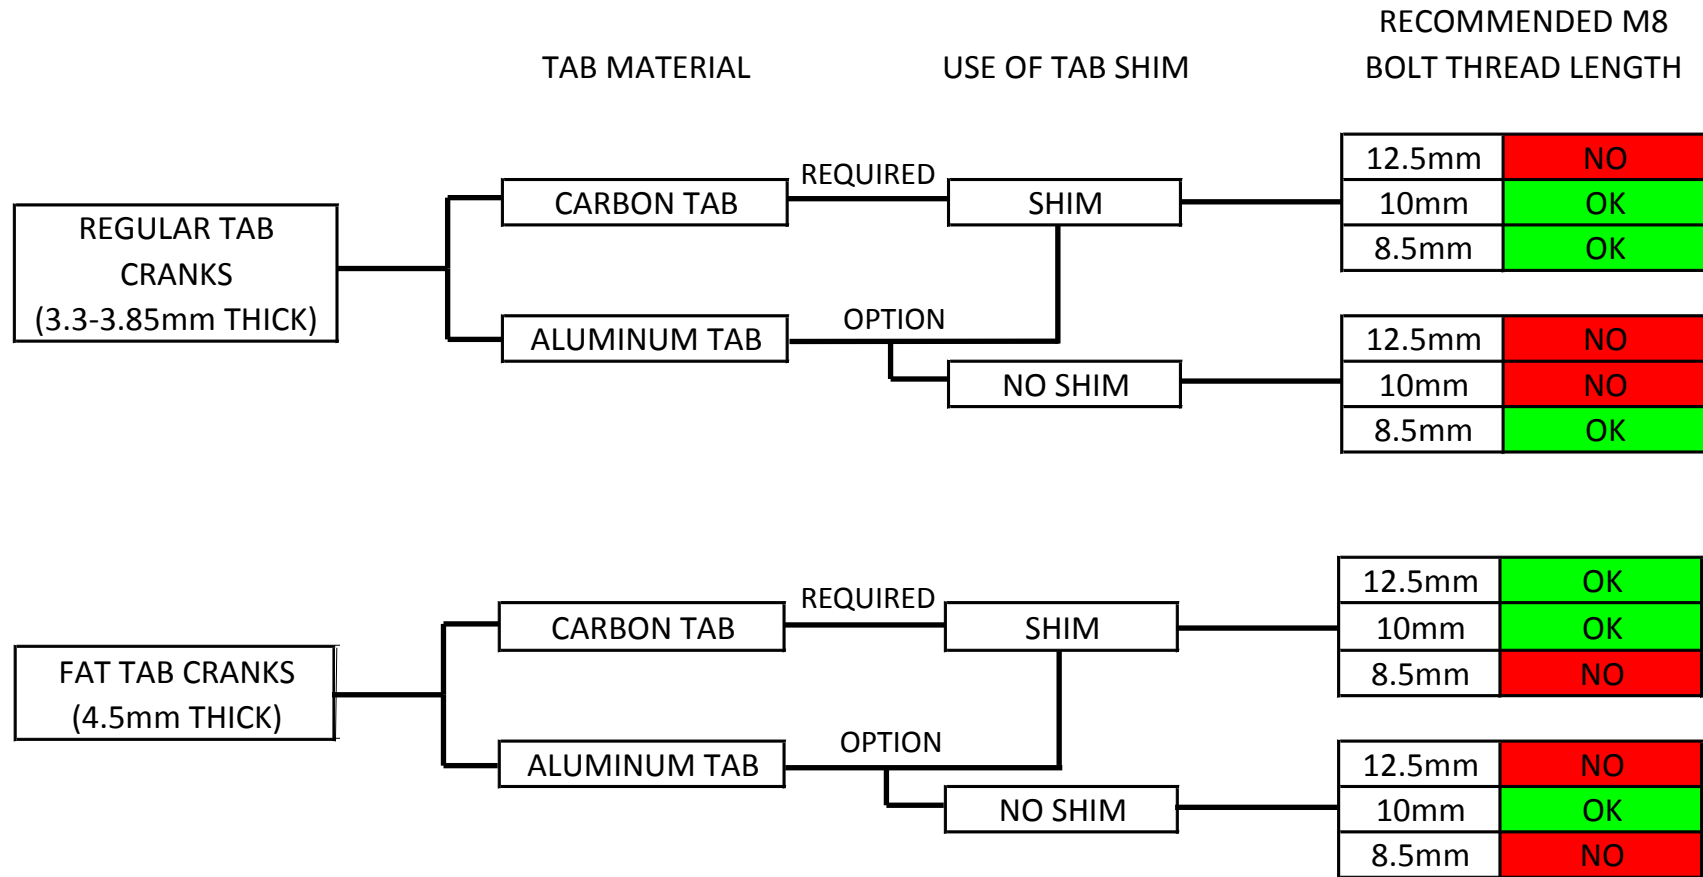 RECOMMENDED M8
TAB MATERIAL USE OF TAB SHIM BOLT THREAD LENGTH
12.5mm NO
REQUIRED
CARBON TAB SHIM 10mm OK
REGULAR TAB
8.5mm OK
CRANKS
(3.3-3.85mm THICK)
OPTION
ALUMINUM TAB 12.5mm NO
NO SHIM 10mm NO
8.5mm OK
12.5mm OK
REQUIRED
CARBON TAB SHIM 10mm OK
FAT TAB CRANKS 8.5mm NO
(4.5mm THICK)
OPTION
ALUMINUM TAB 12.5mm NO
NO SHIM 10mm OK
8.5mm NO